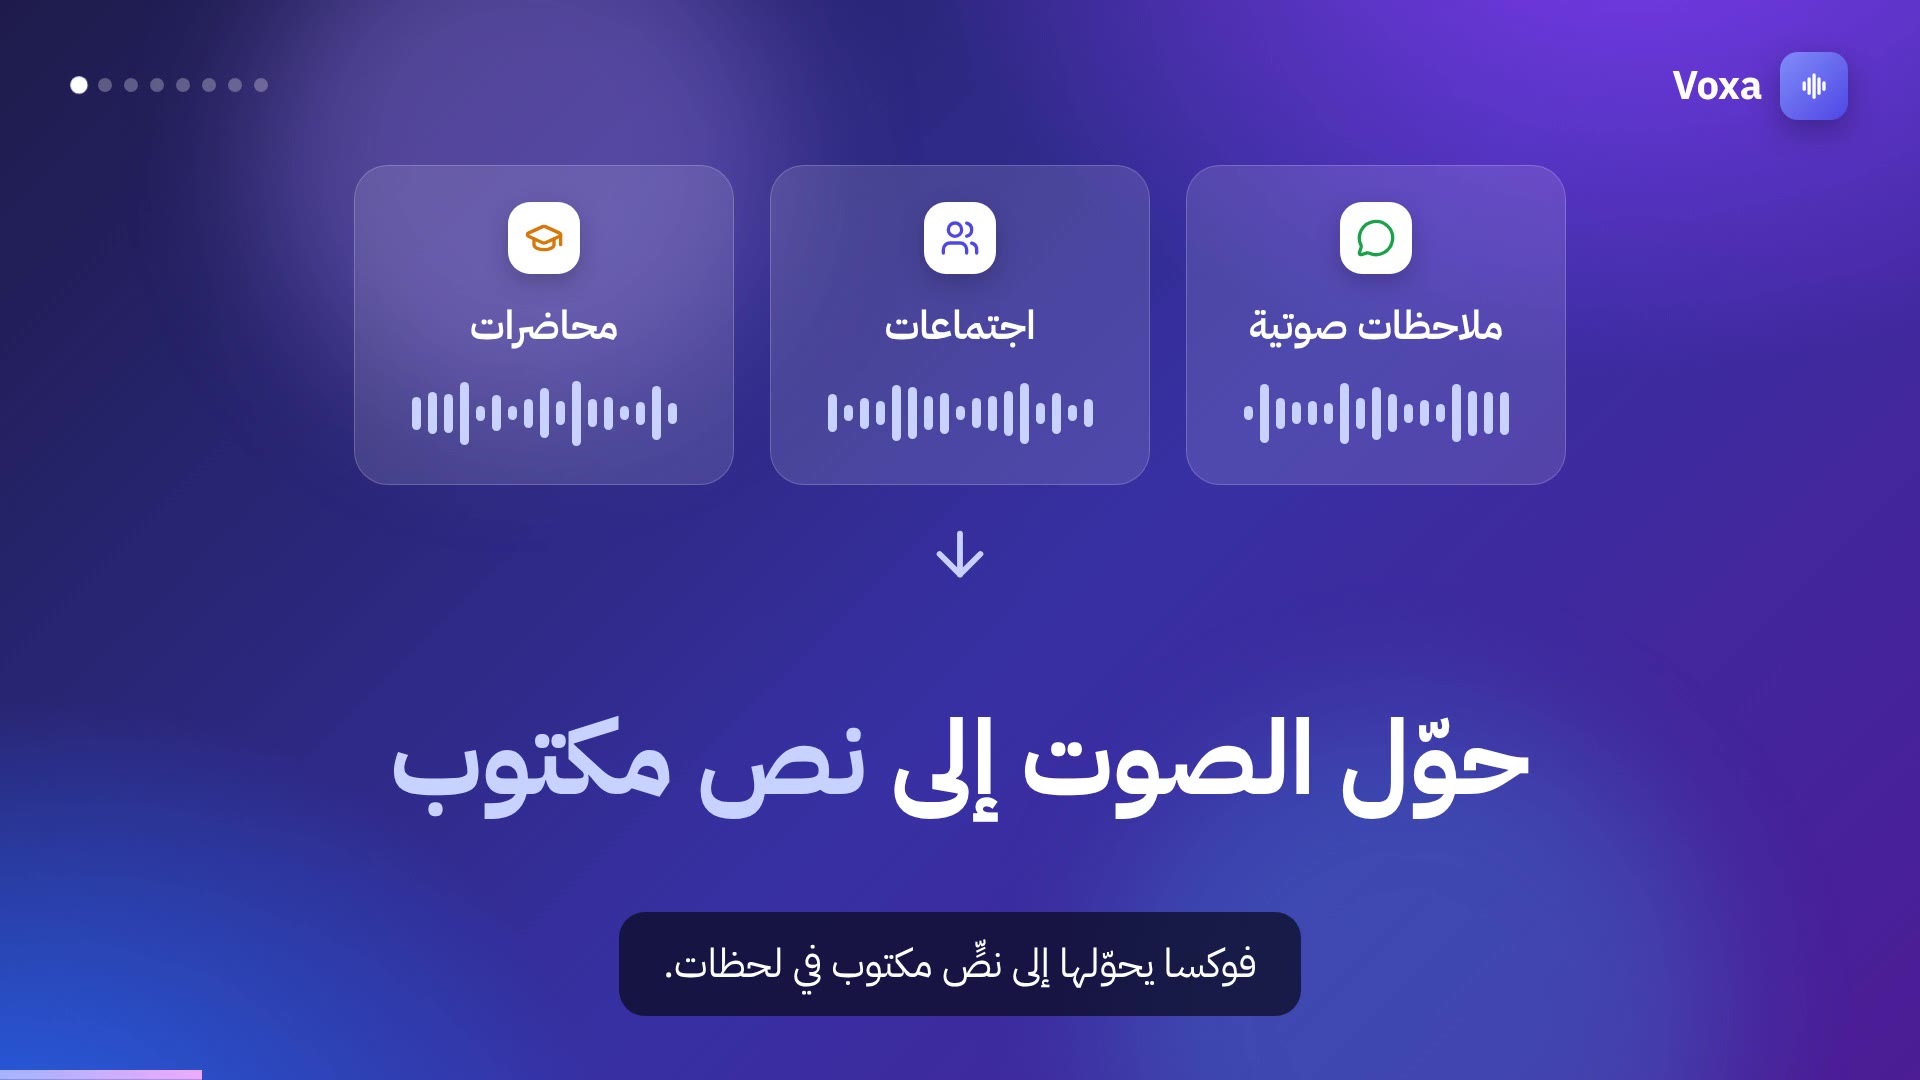 Voxa
ملاحظات صوتية
اجتماعات
محاضرات
حوّل الصوت إلى نص مكتوب
فوكسا يحوّلها إلى نصٍّ مكتوب في لحظات.